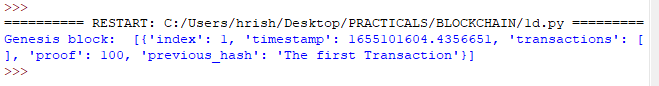 >>>
========== RESTART: C:/Users/hrish/Desktop/PRACTICALS/BLOCKCHAIN/1d.py =========
Genesis block:  [{'index': 1, 'timestamp': 1655101604.4356651, 'transactions': [
], 'proof': 100, 'previous_hash': 'The first Transaction'}]
>>>